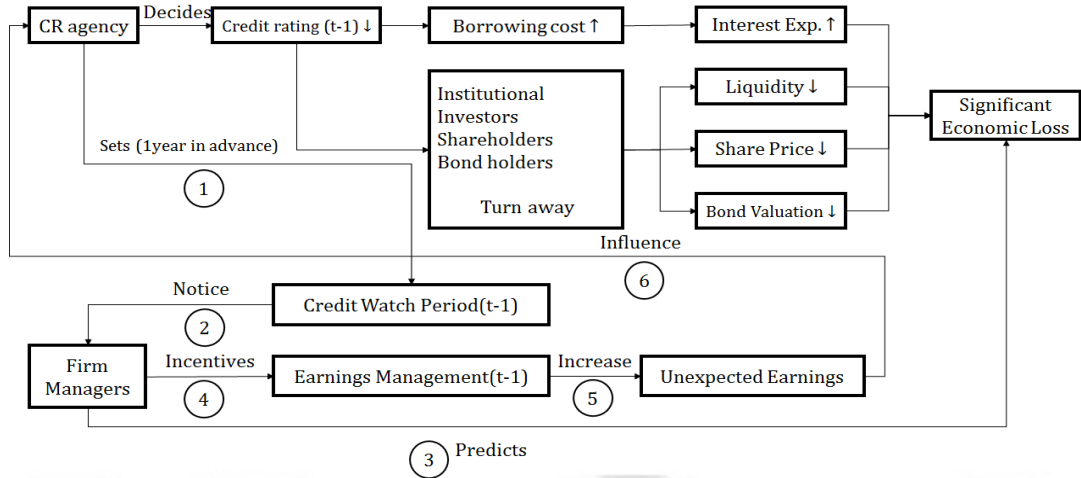 CR agency
Decides
Credit rating (t-1)↓
Borrowing cost↑
Interest Exp.↑
Institutional
Investors
Shareholders
Bond holders
Turn away
Liquidity↓
Share Price↓
Bond Valuation↓
Significant
Economic Loss
Sets (1year in advance)
1
Influence
6
Notice
2
Credit Watch Period(t-1)
Firm
Managers
Incentives
4
Earnings Management(t-1)
Increase
5
Unexpected Earnings
3
Predicts